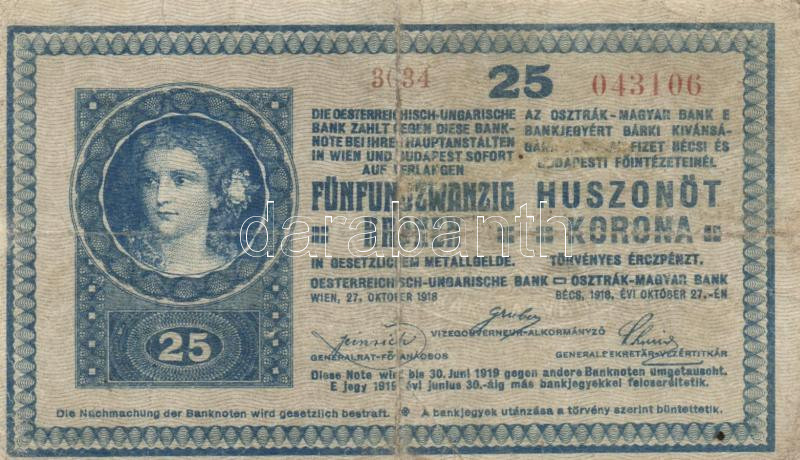 25
043106
DIE OESTERREICHISCH-UNGARISCHE
BANK ZAHLT GEGEN DIESE BANK-
NOTE BEI IHREN HAUPTANSTALTEN
IN WIEN UND BUDAPEST SOFORT
AUF VERLANGEN
FÜNFUNDZWANZIG
IN GESETZLICHEM METALLGELDE.
OESTERREICHISCH-UNGARISCHE BANK
WIEN, 27. OKTOBER 1918
AZ OSZTRÁK-MAGYAR BANK E
BANKJEGYÉRT BÁRKI KIVÁNSÁ-
FIZET BÉCSI ÉS
BUDAPESTI FŐINTÉZETEINÉL
HUSZONÖT
KORONA
TÖRVÉNYES ÉRCZPÉNZT.
OSZTRÁK-MAGYAR BANK
BÉCS, 1918. ÉVI OKTÓBER 27.-ÉN
darabanth
25
Gruber
VIZEGOUVERNEUR-ALKORMÁNYZÓ
GENERALRAT-FŐTANÁCSOS
GENERALSEKRETÄR-VEZÉRTITKÁR
Diese Note wird bis 30. Juni 1919 gegen andere Banknoten umgetauscht.
E jegy 1919 évi junius 30.-áig más bankjegyekkel felcseréltetik.
Die Nachmachung der Banknoten wird gesetzlich bestraft. A bankjegyek utánzása a törvény szerint büntettetik.